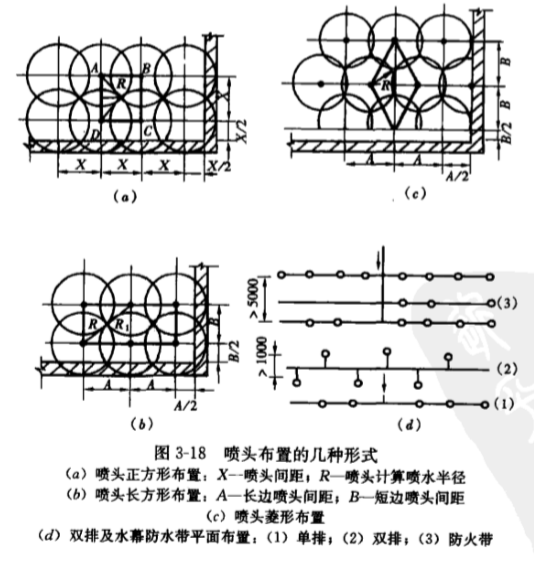 A
B
R
D
C
X
X/2
X
X
X
X/2
(a)
R
B
B
B/2
A
A
A/2
(c)
R
R₁
B
B/2
A
A
A/2
(b)
>5000
(3)
>1000
(2)
(1)
(d)
图 3-18 喷头布置的几种形式
(a) 喷头正方形布置；X—喷头间距；R—喷头计算喷水半径
(b) 喷头长方形布置；A—长边喷头间距；B—短边喷头间距
(c) 喷头菱形布置
(d) 双排及水幕防水带平面布置：(1) 单排；(2) 双排；(3) 防火带